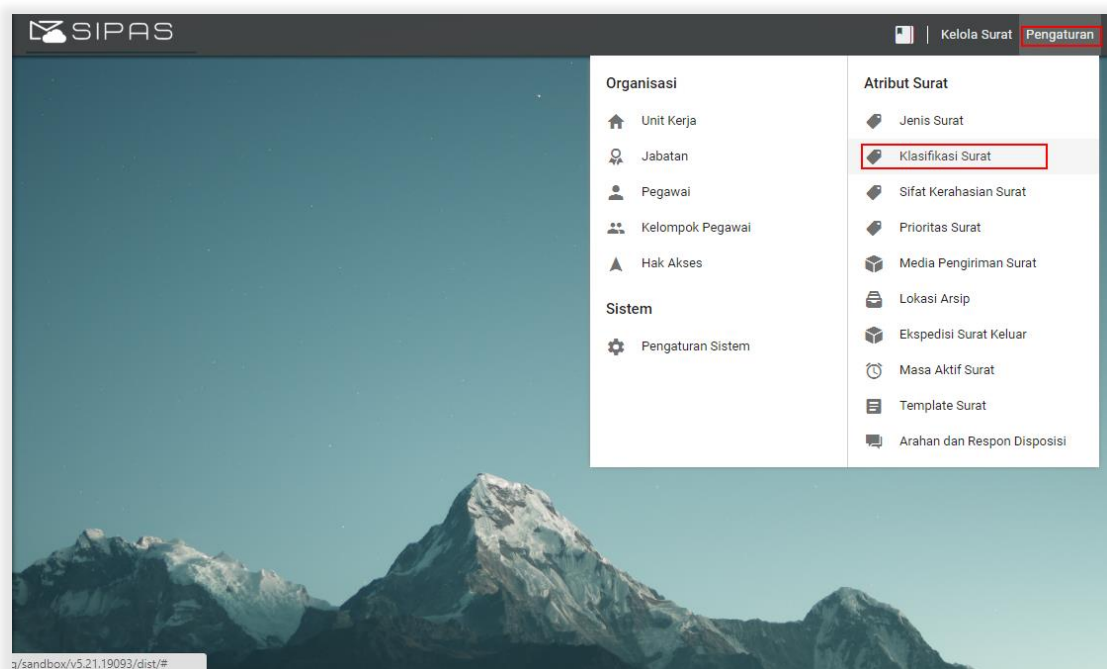 SIPAS
Kelola Surat
Pengaturan
Organisasi
Unit Kerja
Jabatan
Pegawai
Kelompok Pegawai
Hak Akses
Sistem
Pengaturan Sistem
Atribut Surat
Jenis Surat
Klasifikasi Surat
Sifat Kerahasian Surat
Prioritas Surat
Media Pengiriman Surat
Lokasi Arsip
Ekspedisi Surat Keluar
Masa Aktif Surat
Template Surat
Arahan dan Respon Disposisi
g/sandbox/v5.21.19093/dist/#